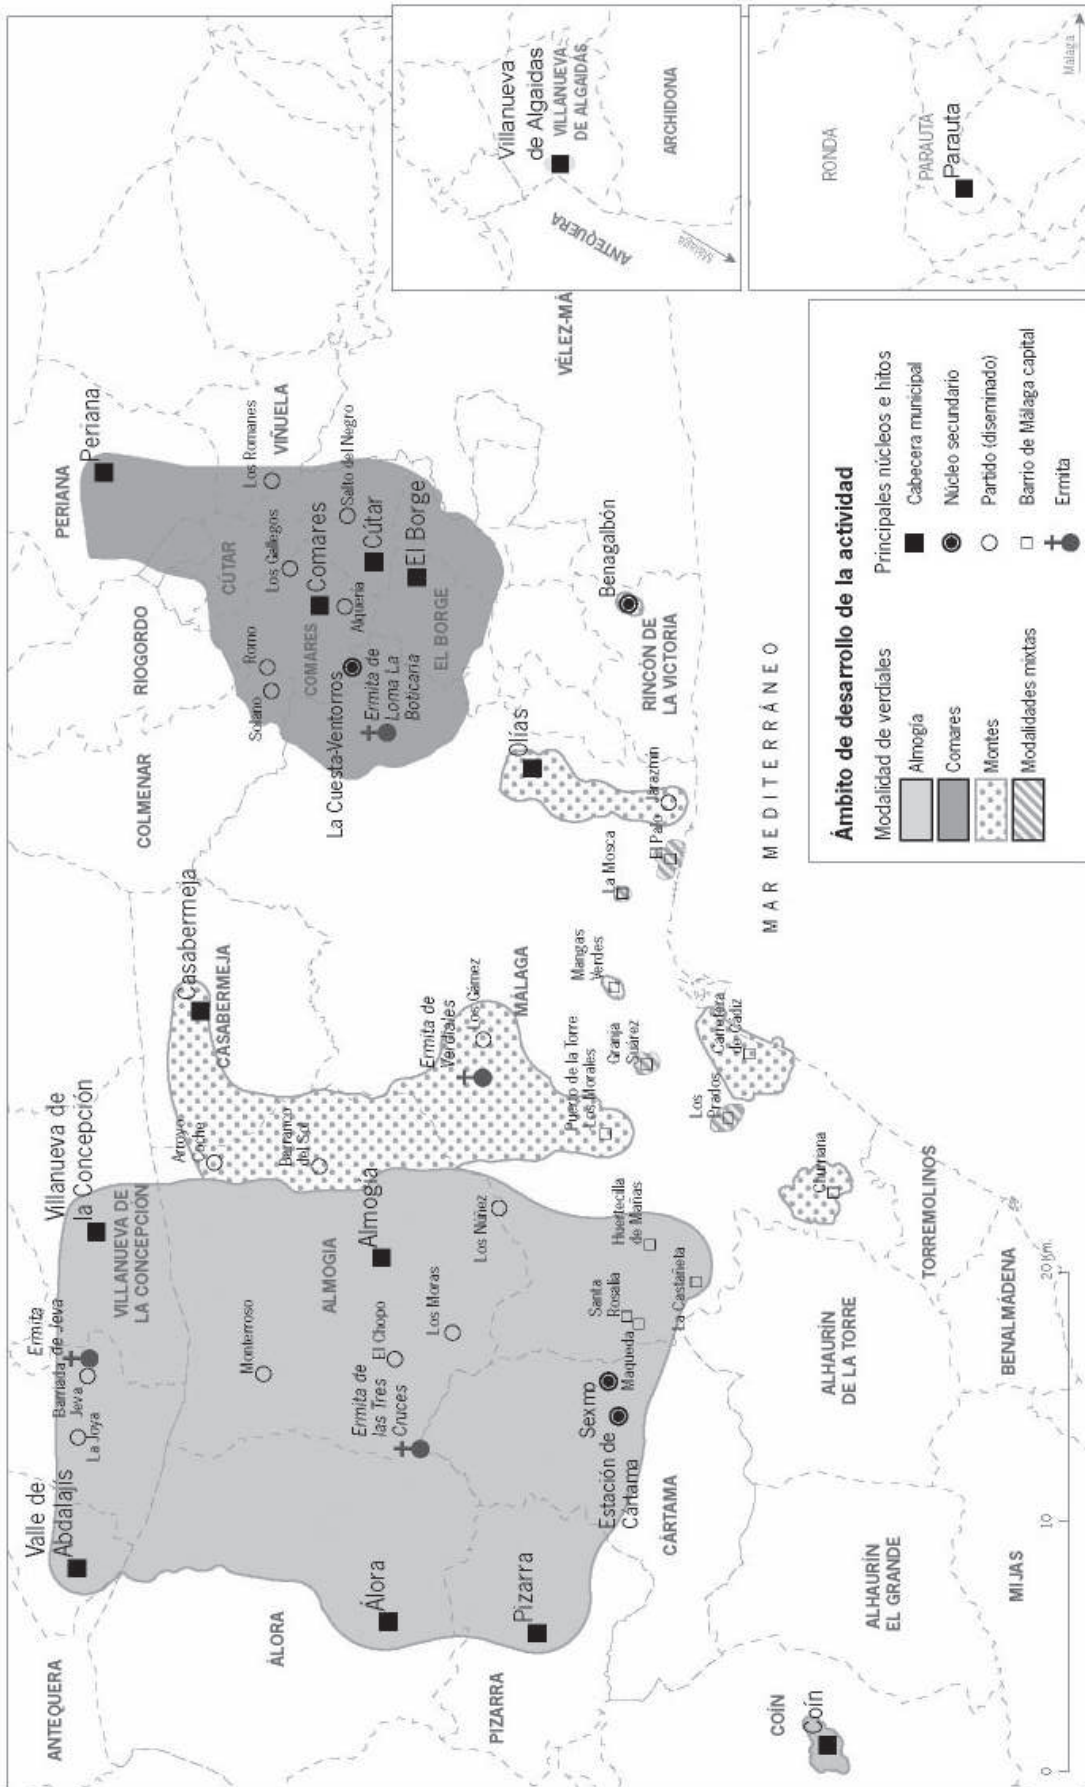 ANTEQUERA
Valle de
Abdalajís
Ermita
Barriada de Jeva
Jeva
La Joya
Villanueva de
la Concepción
VILLANUEVA DE
LA CONCEPCIÓN
Casabermeja
CASABERMEJA
COLMENAR
RIOGORDO
PERIANA
Periana
Arroyo
Coche
Barranco
del Sol
Monterroso
ALMOGIA
Almogía
ÁLORA
Álora
Ermita de
las Tres
Cruces
El Chopo
Los Moras
Los Núñez
Ermita de
Verdiales
Los Gámez
MÁLAGA
Solano
Romo
CÚTAR
Los Gallegos
Los Romanes
VIÑUELA
COMARES
Comares
Alquería
Salto del Negro
Cútar
El Borge
EL BORGE
La Cuesta-Ventorros
Ermita de
Loma La
Boticaria
PIZARRA
Pizarra
Estación de
Cártama
Sexmo
Maqueda
Santa
Rosalía
Huertecilla
de Mañas
La Castañeta
CÁRTAMA
Puerto de la Torre
Los Morales
Granja
Suárez
Mangas
Verdes
La Mosca
El Palo
Jarazmín
Olías
Benagalbón
RINCÓN DE
LA VICTORIA
VÉLEZ-MÁ
Los
Prados
Carretera
de Cádiz
Churriana
MAR MEDITERRÁNEO
COÍN
Coín
ALHAURÍN
EL GRANDE
ALHAURÍN
DE LA TORRE
TORREMOLINOS
BENALMÁDENA
MIJAS
0
10
20 Km.
Villanueva
de Algaidas
VILLANUEVA
DE ALGAIDAS
ANTEQUERA
ARCHIDONA
Málaga
RONDA
PARAUTA
Parauta
Málaga
Ámbito de desarrollo de la actividad
Modalidad de verdiales
Almogía
Comares
Montes
Modalidades mixtas
Principales núcleos e hitos
Cabecera municipal
Núcleo secundário
Partido (diseminado)
Barrio de Málaga capital
Ermita